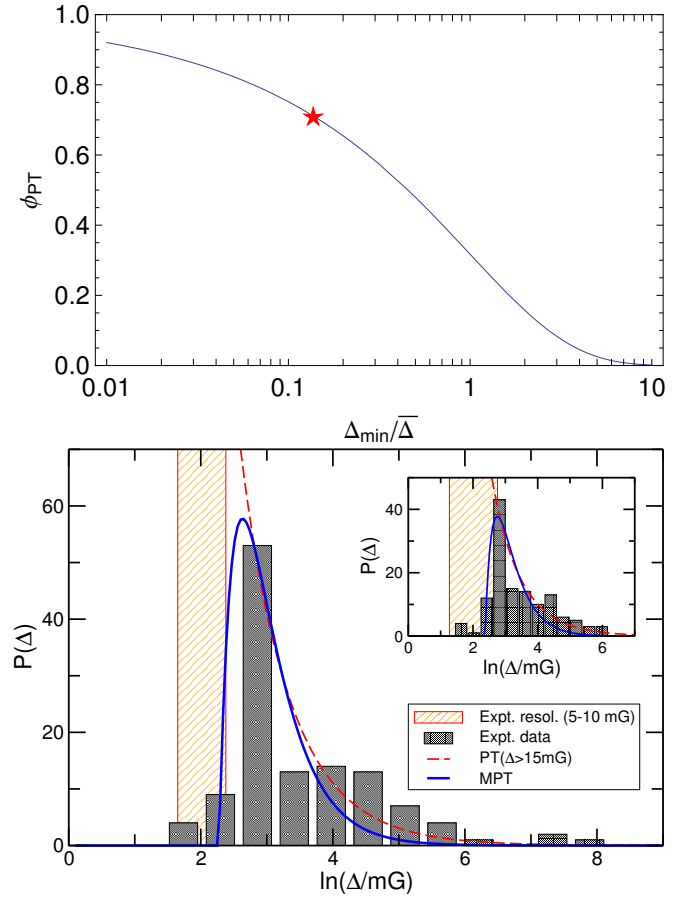 1.0
0.8
0.6
0.4
0.2
0.0
ϕPT
0.01
0.1
1
10
Δmin/Δ̅
60
40
20
0
P(Δ)
0
2
4
6
8
ln(Δ/mG)
40
20
0
P(Δ)
0
2
4
6
ln(Δ/mG)
Expt. resol. (5-10 mG)
Expt. data
PT(Δ>15mG)
MPT